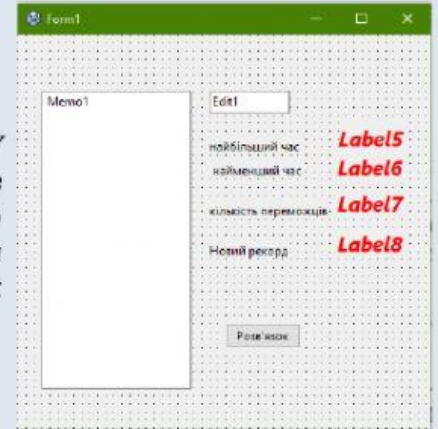 Form1
Memo1
Edit1
найбільший час
Label5
найменший час
Label6
кількість переможців
Label7
Новий рекорд
Label8
Розв'язок